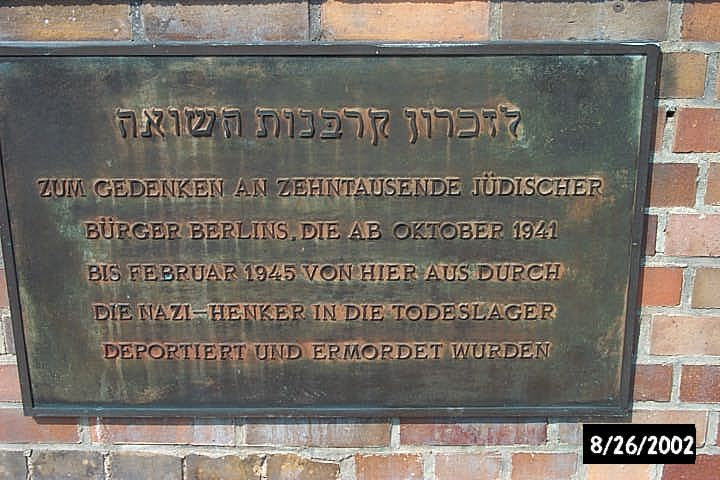 לזכרון קרבנות השואה
ZUM GEDENKEN AN ZEHNTAUSENDE JÜDISCHER
BÜRGER BERLINS, DIE AB OKTOBER 1941
BIS FEBRUAR 1945 VON HIER AUS DURCH
DIE NAZI-HENKER IN DIE TODESLAGER
DEPORTIERT UND ERMORDET WURDEN
8/26/2002